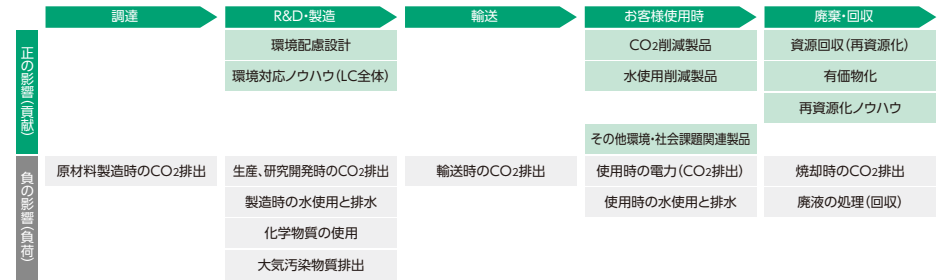 調達
R&D・製造
輸送
お客様使用時
廃棄・回収
正の影響(貢献)
環境配慮設計
CO2削減製品
資源回収(再資源化)
環境対応ノウハウ(LC全体)
水使用削減製品
有価物化
再資源化ノウハウ
その他環境・社会課題関連製品
負の影響(負荷)
原材料製造時のCO2排出
生産、研究開発時のCO2排出
輸送時のCO2排出
使用時の電力(CO2排出)
焼却時のCO2排出
製造時の水使用と排水
使用時の水使用と排水
廃液の処理(回収)
化学物質の使用
大気汚染物質排出